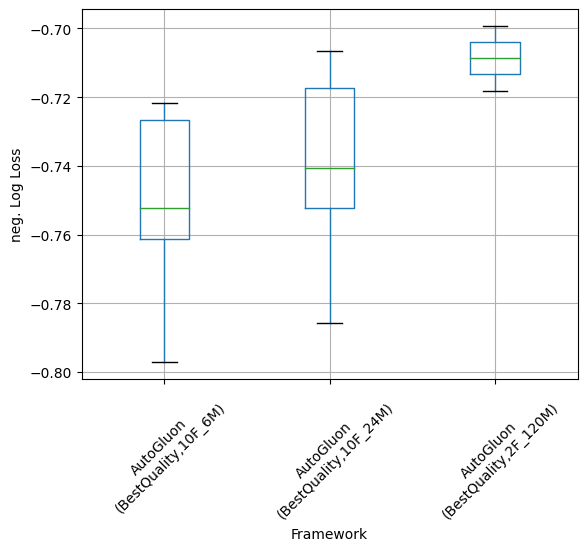 −0.70
−0.72
−0.74
−0.76
−0.78
−0.80
neg. Log Loss
AutoGluon
(BestQuality,10F_6M)
AutoGluon
(BestQuality,10F_24M)
AutoGluon
(BestQuality,2F_120M)
Framework